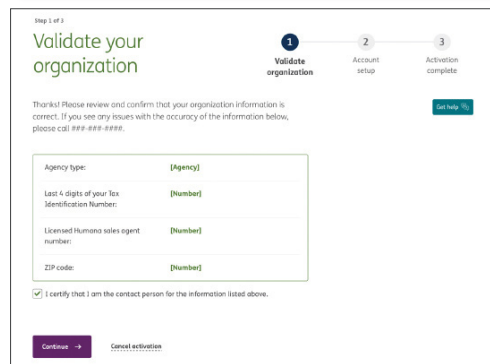 Step 1 of 3
Validate your
organization
1
Validate
organization
2
Account
setup
3
Activation
complete
Thanks! Please review and confirm that your organization information is
correct. If you see any issues with the accuracy of the information below,
please call ###-###-####.
Get help
Agency type: [Agency]
Last 4 digits of your Tax [Number]
Identification Number:
Licensed Humana sales agent [Number]
number:
ZIP code: [Number]
I certify that I am the contact person for the information listed above.
Continue →
Cancel activation